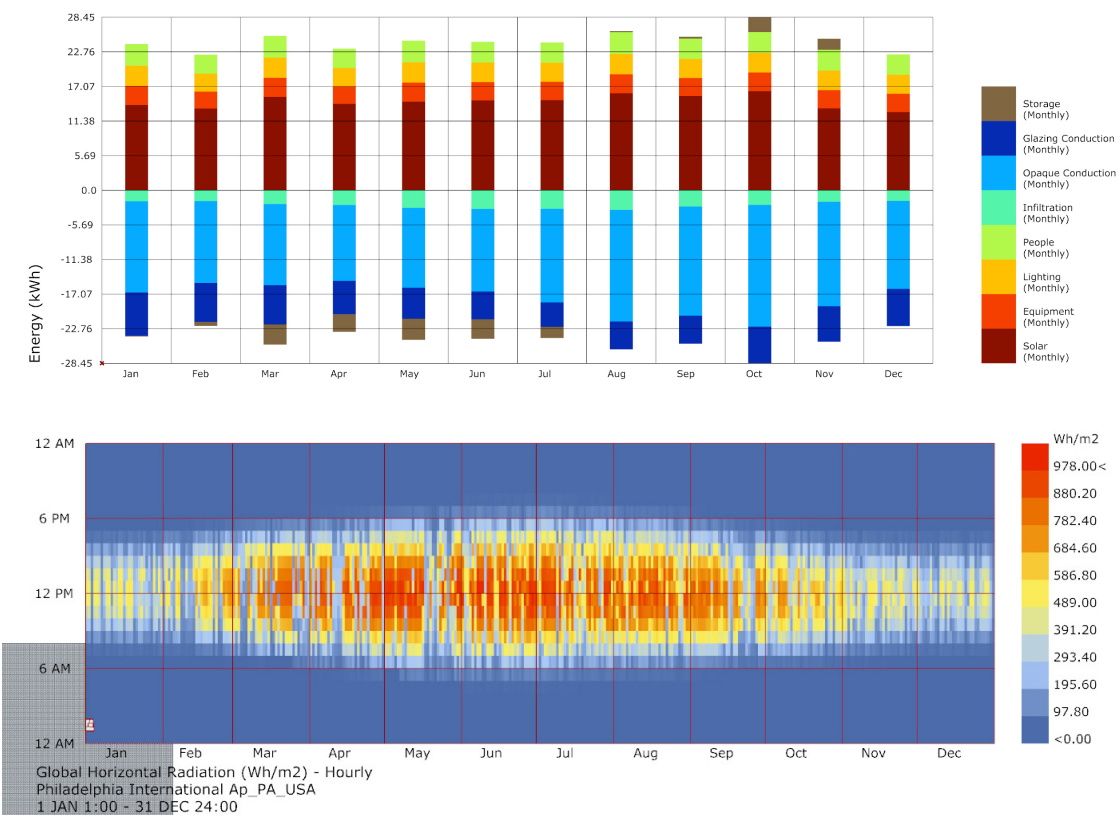 28.45
22.76
17.07
11.38
5.69
0.0
-5.69
-11.38
-17.07
-22.76
-28.45
Energy (kWh)
Jan Feb Mar Apr May Jun Jul Aug Sep Oct Nov Dec
Storage
(Monthly)
Glazing Conduction
(Monthly)
Opaque Conduction
(Monthly)
Infiltration
(Monthly)
People
(Monthly)
Lighting
(Monthly)
Equipment
(Monthly)
Solar
(Monthly)
12 AM
6 PM
12 PM
6 AM
12 AM
Jan Feb Mar Apr May Jun Jul Aug Sep Oct Nov Dec
Wh/m2
978.00<
880.20
782.40
684.60
586.80
489.00
391.20
293.40
195.60
97.80
<0.00
Global Horizontal Radiation (Wh/m2) - Hourly
Philadelphia International Ap_PA_USA
1 JAN 1:00 - 31 DEC 24:00